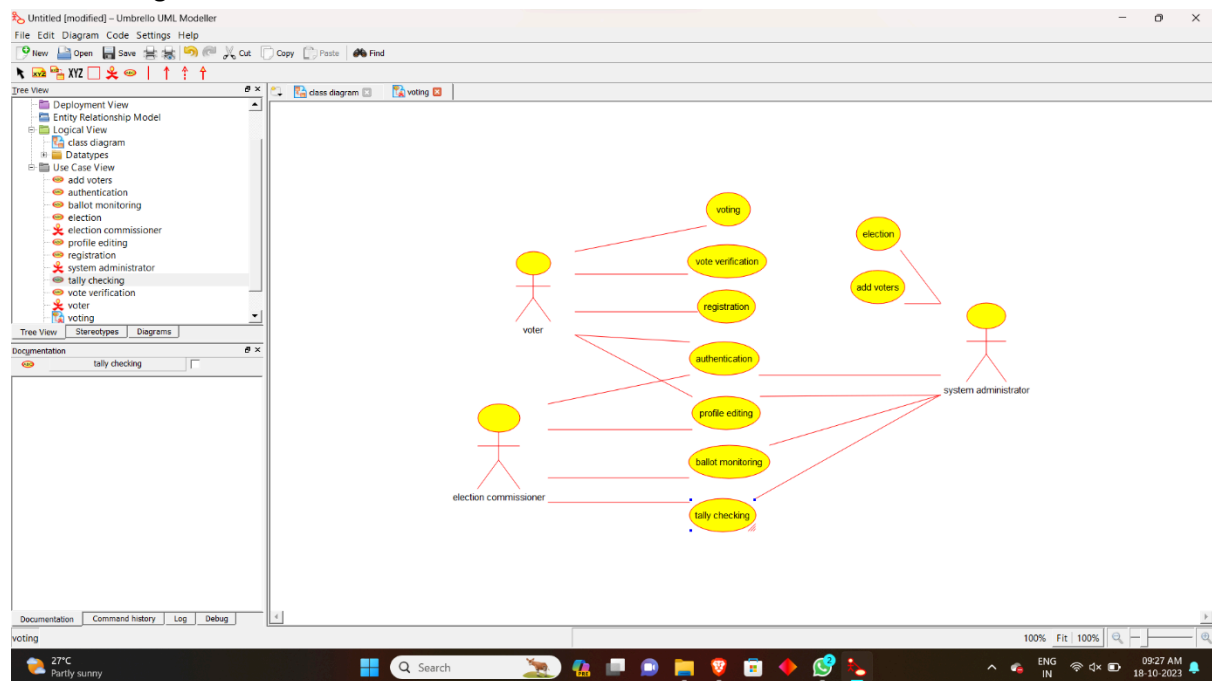 Untitled [modified] – Umbrello UML Modeller
File Edit Diagram Code Settings Help
New Open Save Cut Copy Paste Find
XYZ XYZ
Tree View
class diagram voting
Deployment View
Entity Relationship Model
Logical View
class diagram
Datatypes
Use Case View
add voters
authentication
ballot monitoring
election
election commissioner
profile editing
registration
system administrator
tally checking
vote verification
voter
voting
Tree View Stereotypes Diagrams
Documentation
tally checking
voting
election
vote verification
add voters
registration
voter
authentication
system administrator
profile editing
ballot monitoring
election commissioner
tally checking
Documentation Command history Log Debug
voting
100% Fit 100%
27°C
Partly sunny
Search
PRE
2
ENG
IN
09:27 AM
18-10-2023